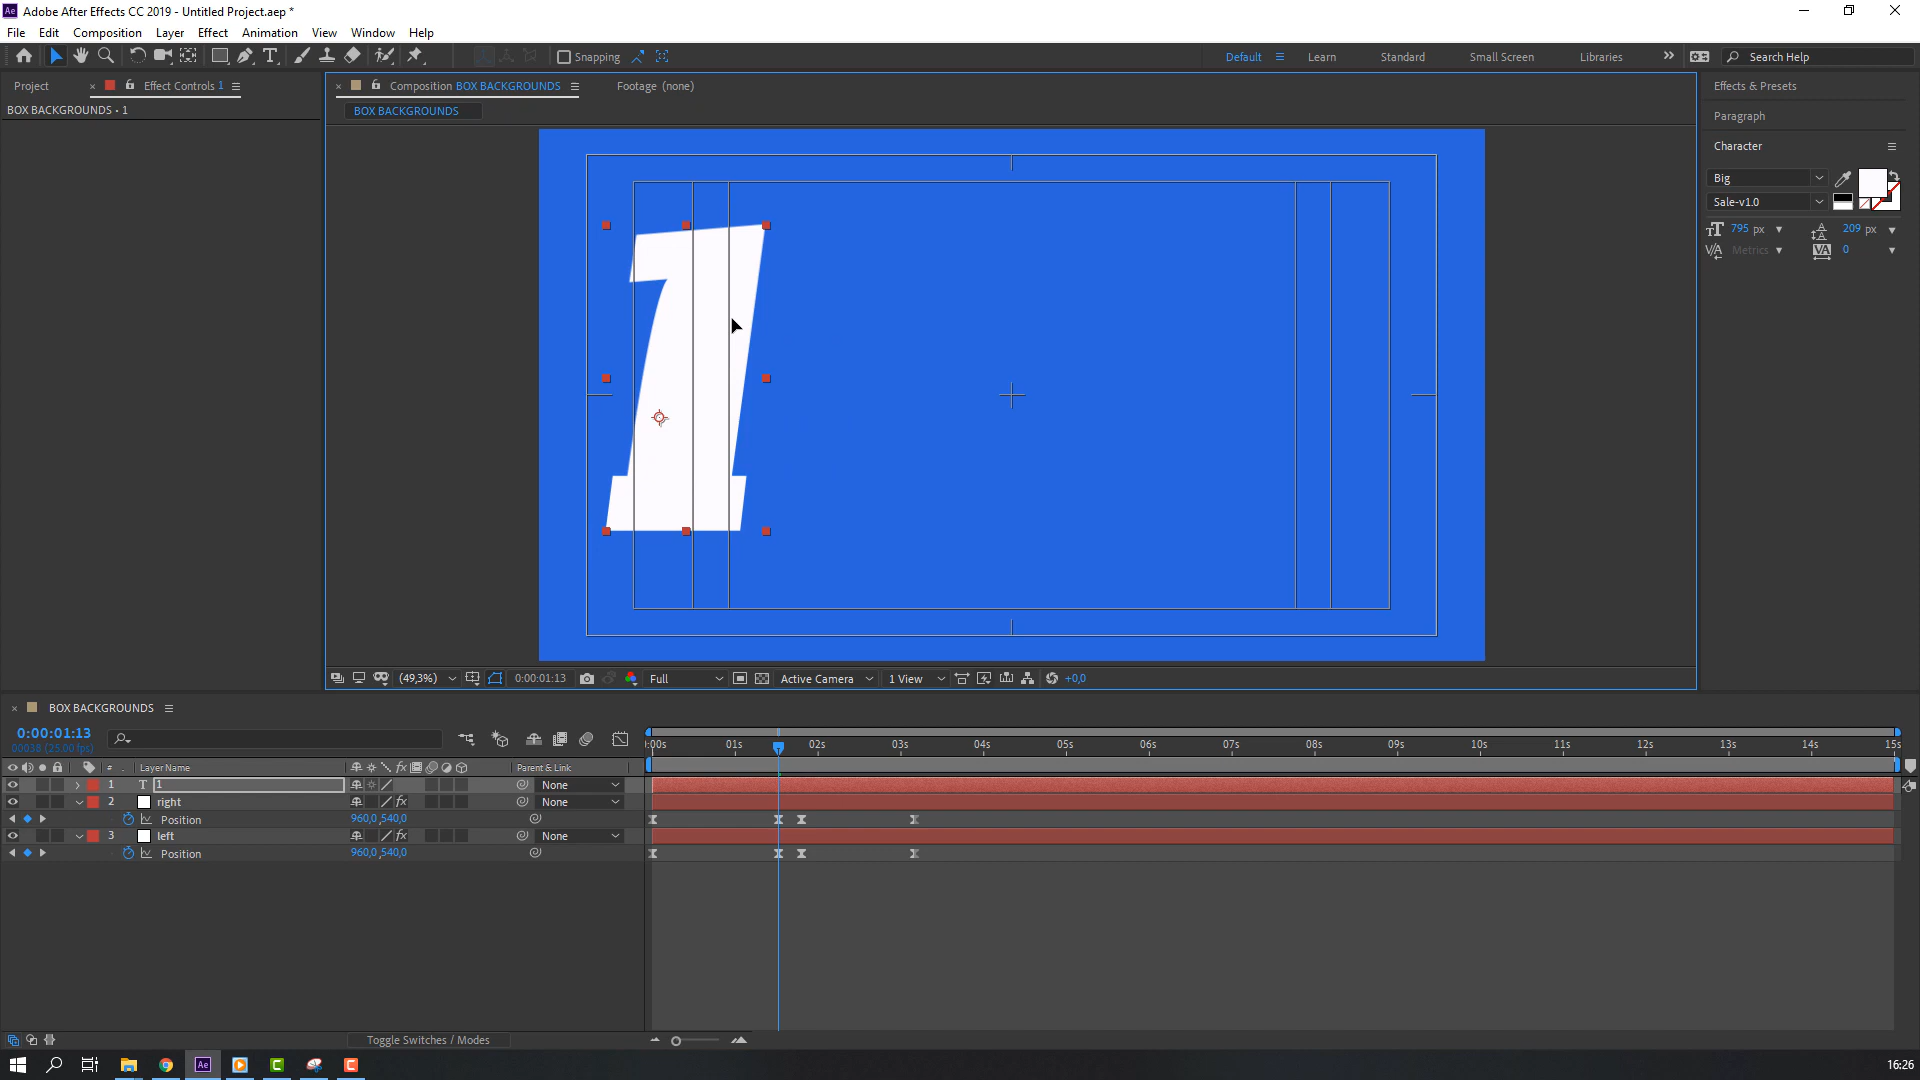 Ae Adobe After Effects CC 2019 - Untitled Project.aep *
File Edit Composition Layer Effect Animation View Window Help
T Snapping Default Learn Standard Small Screen Libraries Search Help
Project Effect Controls 1
BOX BACKGROUNDS • 1
Composition BOX BACKGROUNDS Footage (none)
BOX BACKGROUNDS
1
(49,3%) 0:00:01:13 Full Active Camera 1 View +0,0
Effects & Presets
Paragraph
Character
Big
Sale-v1.0
795 px 209 px
Metrics 0
BOX BACKGROUNDS
0:00:01:13
00038 (25.00 fps)
# Layer Name Parent & Link
1 T 1 None
2 right None
Position 960,0 ,540,0
3 left None
Position 960,0 ,540,0
:00s 01s 02s 03s 04s 05s 06s 07s 08s 09s 10s 11s 12s 13s 14s 15s
Toggle Switches / Modes
Ae 16:26